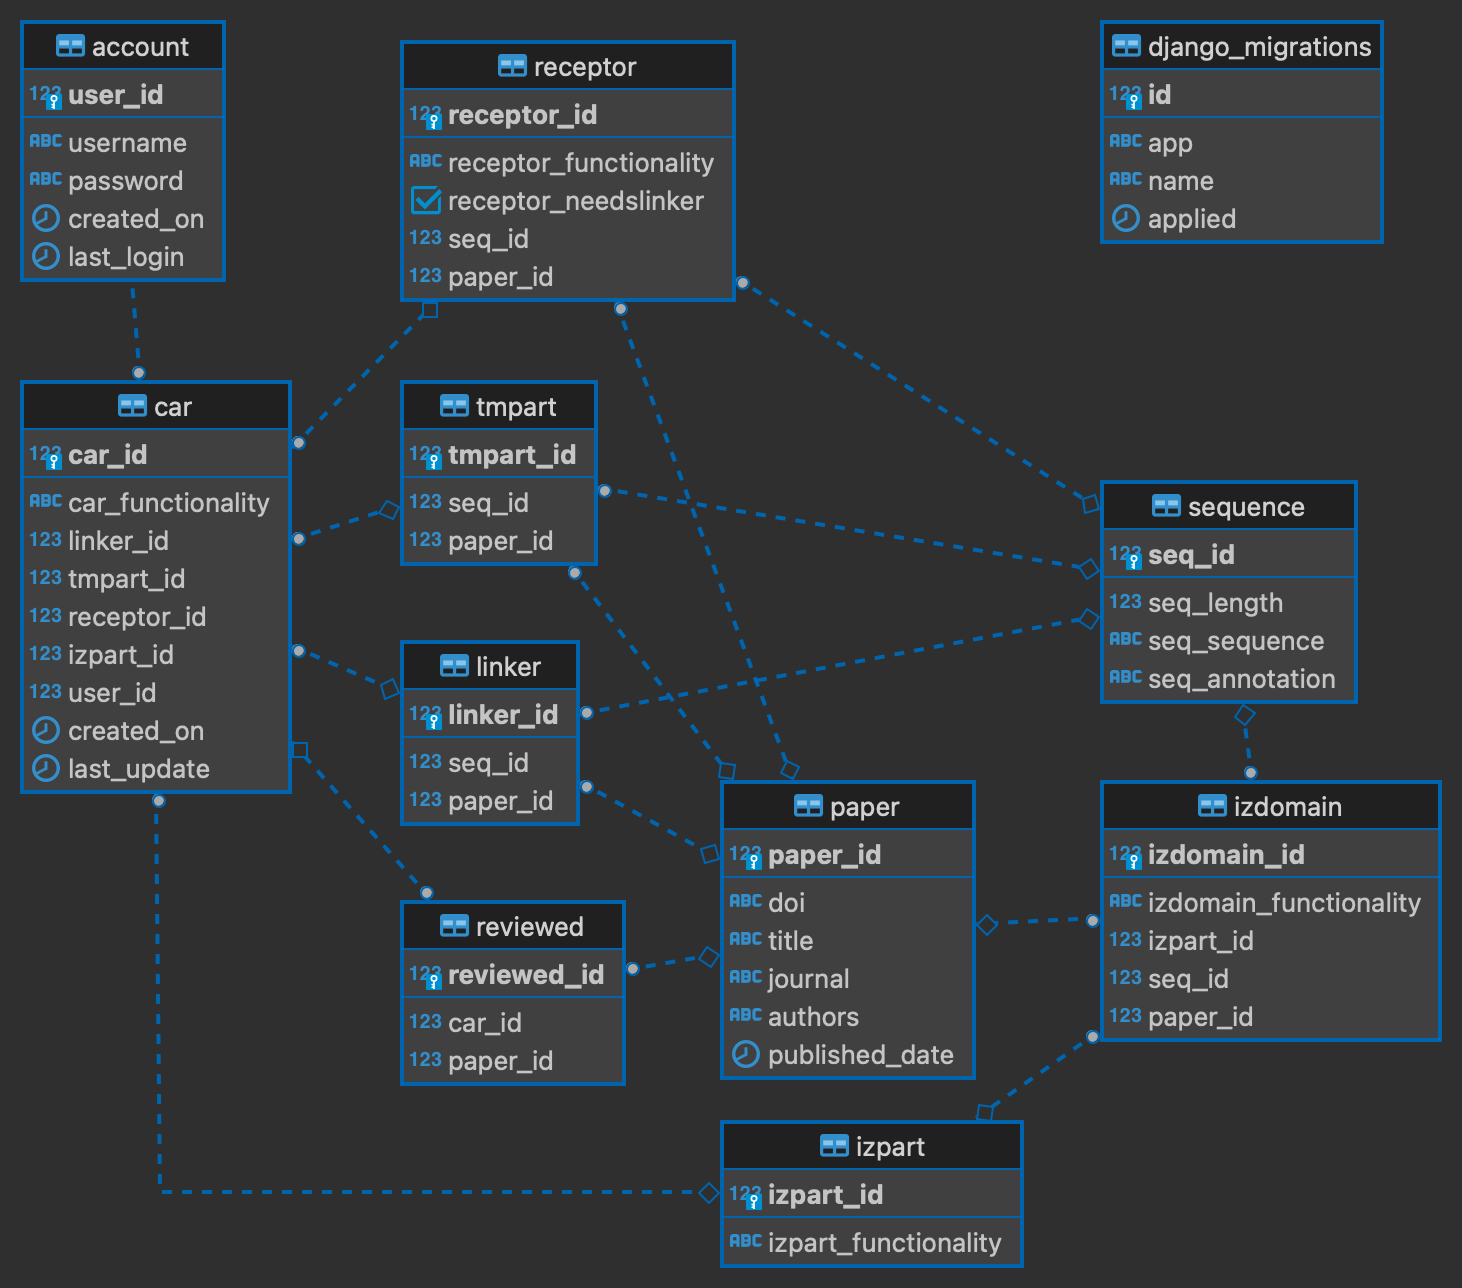 account
123 user_id
ABC username
ABC password
created_on
last_login
receptor
123 receptor_id
ABC receptor_functionality
receptor_needslinker
123 seq_id
123 paper_id
django_migrations
123 id
ABC app
ABC name
applied
car
123 car_id
ABC car_functionality
123 linker_id
123 tmpart_id
123 receptor_id
123 izpart_id
123 user_id
created_on
last_update
tmpart
123 tmpart_id
123 seq_id
123 paper_id
sequence
123 seq_id
123 seq_length
ABC seq_sequence
ABC seq_annotation
linker
123 linker_id
123 seq_id
123 paper_id
paper
123 paper_id
ABC doi
ABC title
ABC journal
ABC authors
published_date
izdomain
123 izdomain_id
ABC izdomain_functionality
123 izpart_id
123 seq_id
123 paper_id
reviewed
123 reviewed_id
123 car_id
123 paper_id
izpart
123 izpart_id
ABC izpart_functionality